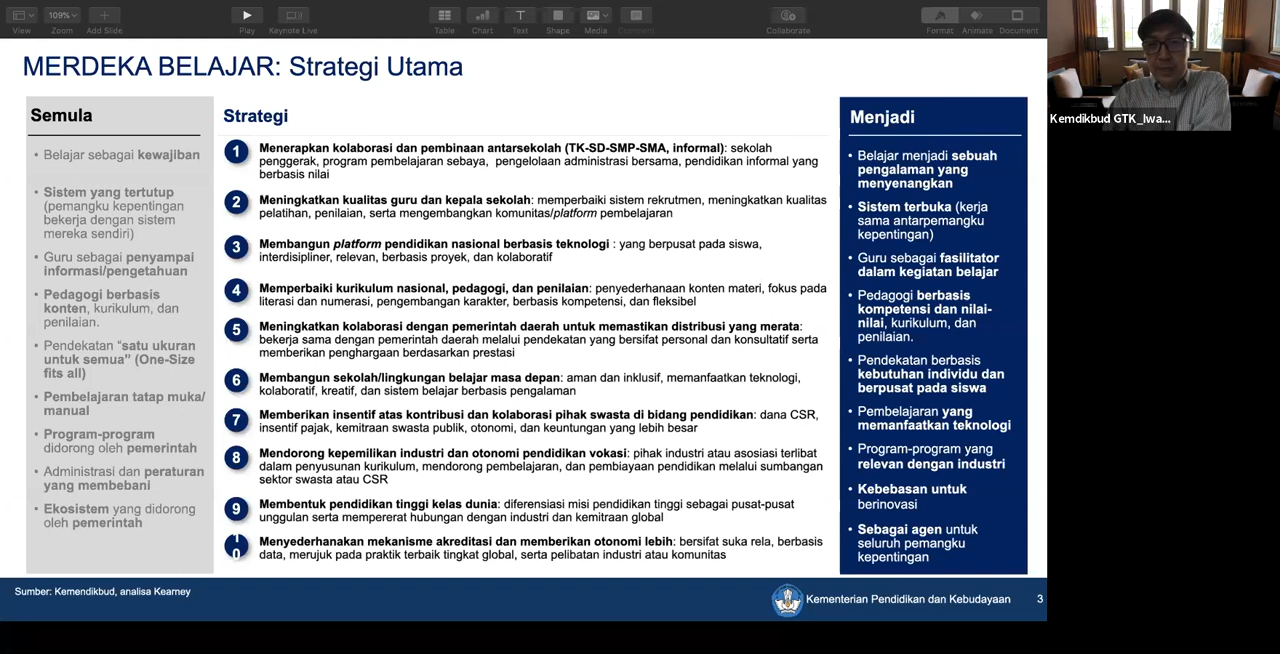 109%
View
Zoom
Add Slide
Play
Keynote Live
Table
Chart
Text
Shape
Media
Comment
Collaborate
Format
Animate
Document
MERDEKA BELAJAR: Strategi Utama
Semula
• Belajar sebagai kewajiban
• Sistem yang tertutup
(pemangku kepentingan
bekerja dengan sistem
mereka sendiri)
• Guru sebagai penyampai
informasi/pengetahuan
• Pedagogi berbasis
konten, kurikulum, dan
penilaian.
• Pendekatan “satu ukuran
untuk semua” (One-Size
fits all)
• Pembelajaran tatap muka/
manual
• Program-program
didorong oleh pemerintah
• Administrasi dan peraturan
yang membebani
• Ekosistem yang didorong
oleh pemerintah
Strategi
1 Menerapkan kolaborasi dan pembinaan antarsekolah (TK-SD-SMP-SMA, informal): sekolah
penggerak, program pembelajaran sebaya, pengelolaan administrasi bersama, pendidikan informal yang
berbasis nilai
2 Meningkatkan kualitas guru dan kepala sekolah: memperbaiki sistem rekrutmen, meningkatkan kualitas
pelatihan, penilaian, serta mengembangkan komunitas/platform pembelajaran
3 Membangun platform pendidikan nasional berbasis teknologi : yang berpusat pada siswa,
interdisipliner, relevan, berbasis proyek, dan kolaboratif
4 Memperbaiki kurikulum nasional, pedagogi, dan penilaian: penyederhanaan konten materi, fokus pada
literasi dan numerasi, pengembangan karakter, berbasis kompetensi, dan fleksibel
5 Meningkatkan kolaborasi dengan pemerintah daerah untuk memastikan distribusi yang merata:
bekerja sama dengan pemerintah daerah melalui pendekatan yang bersifat personal dan konsultatif serta
memberikan penghargaan berdasarkan prestasi
6 Membangun sekolah/lingkungan belajar masa depan: aman dan inklusif, memanfaatkan teknologi,
kolaboratif, kreatif, dan sistem belajar berbasis pengalaman
7 Memberikan insentif atas kontribusi dan kolaborasi pihak swasta di bidang pendidikan: dana CSR,
insentif pajak, kemitraan swasta publik, otonomi, dan keuntungan yang lebih besar
8 Mendorong kepemilikan industri dan otonomi pendidikan vokasi: pihak industri atau asosiasi terlibat
dalam penyusunan kurikulum, mendorong pembelajaran, dan pembiayaan pendidikan melalui sumbangan
sektor swasta atau CSR
9 Membentuk pendidikan tinggi kelas dunia: diferensiasi misi pendidikan tinggi sebagai pusat-pusat
unggulan serta mempererat hubungan dengan industri dan kemitraan global
10 Menyederhanakan mekanisme akreditasi dan memberikan otonomi lebih: bersifat suka rela, berbasis
data, merujuk pada praktik terbaik tingkat global, serta pelibatan industri atau komunitas
Menjadi
• Belajar menjadi sebuah
pengalaman yang
menyenangkan
• Sistem terbuka (kerja
sama antarpemangku
kepentingan)
• Guru sebagai fasilitator
dalam kegiatan belajar
• Pedagogi berbasis
kompetensi dan nilai-
nilai, kurikulum, dan
penilaian.
• Pendekatan berbasis
kebutuhan individu dan
berpusat pada siswa
• Pembelajaran yang
memanfaatkan teknologi
• Program-program yang
relevan dengan industri
• Kebebasan untuk
berinovasi
• Sebagai agen untuk
seluruh pemangku
kepentingan
Sumber: Kemendikbud, analisa Kearney
Kementerian Pendidikan dan Kebudayaan
3
Kemdikbud GTK_Iwa...